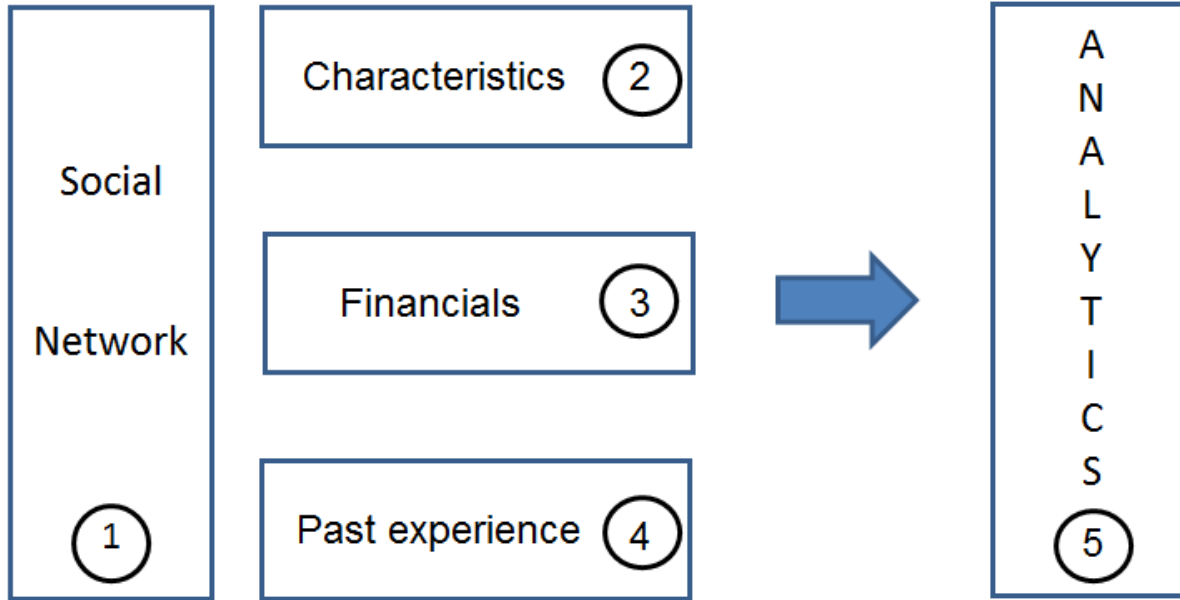 Social
Network
1
Characteristics 2
Financials 3
Past experience 4
A
N
A
L
Y
T
I
C
S
5